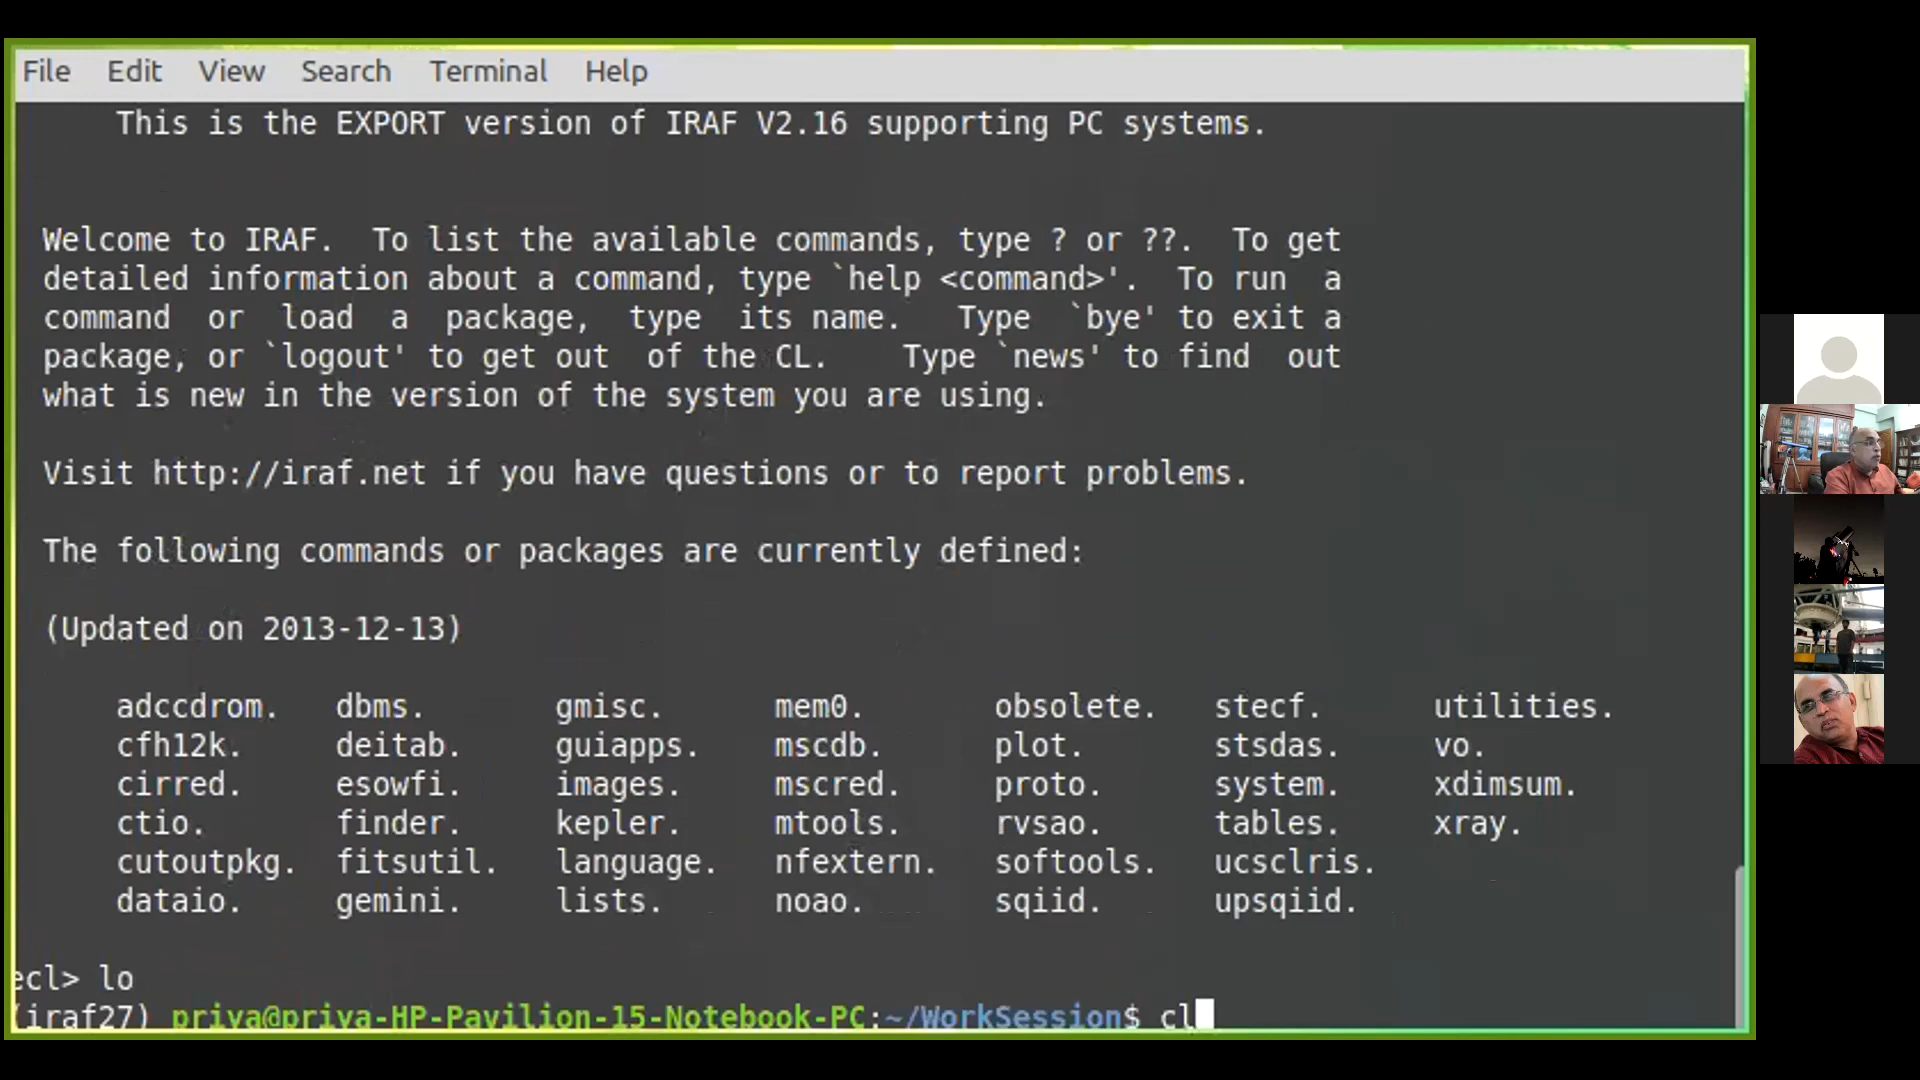 File Edit View Search Terminal Help
This is the EXPORT version of IRAF V2.16 supporting PC systems.
Welcome to IRAF. To list the available commands, type ? or ??. To get
detailed information about a command, type `help <command>'. To run a
command or load a package, type its name. Type `bye' to exit a
package, or `logout' to get out of the CL. Type `news' to find out
what is new in the version of the system you are using.
Visit http://iraf.net if you have questions or to report problems.
The following commands or packages are currently defined:
(Updated on 2013-12-13)
adccdrom. dbms. gmisc. mem0. obsolete. stecf. utilities.
cfh12k. deitab. guiapps. mscdb. plot. stsdas. vo.
cirred. esowfi. images. mscred. proto. system. xdimsum.
ctio. finder. kepler. mtools. rvsao. tables. xray.
cutoutpkg. fitsutil. language. nfextern. softools. ucsclris.
dataio. gemini. lists. noao. sqiid. upsqiid.
ecl> lo
(iraf27) priya@priya-HP-Pavilion-15-Notebook-PC:~/WorkSession$ cl